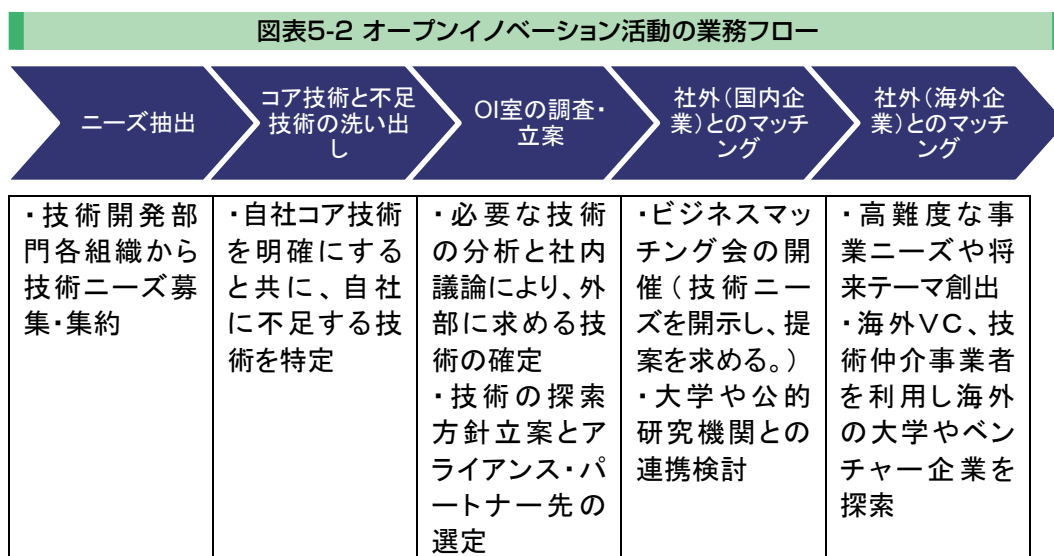 図表5-2 オープンイノベーション活動の業務フロー
ニーズ抽出
コア技術と不足
技術の洗い出
し
OI室の調査・
立案
社外(国内企
業)とのマッチ
ング
社外(海外企
業)とのマッチ
ング
・技術開発部
門各組織から
技術ニーズ募
集・集約
・自社コア技術
を明確にする
と共に、自社
に不足する技
術を特定
・必要な技術
の分析と社内
議論により、外
部に求める技
術の確定
・技術の探索
方針立案とア
ライアンス・パ
ートナー先の
選定
・ビジネスマッ
チング会の開
催(技術ニー
ズを開示し、提
案を求める。)
・大学や公的
研究機関との
連携検討
・高難度な事
業ニーズや将
来テーマ創出
・海外VC、技
術仲介事業者
を利用し海外
の大学やベン
チャー企業を
探索